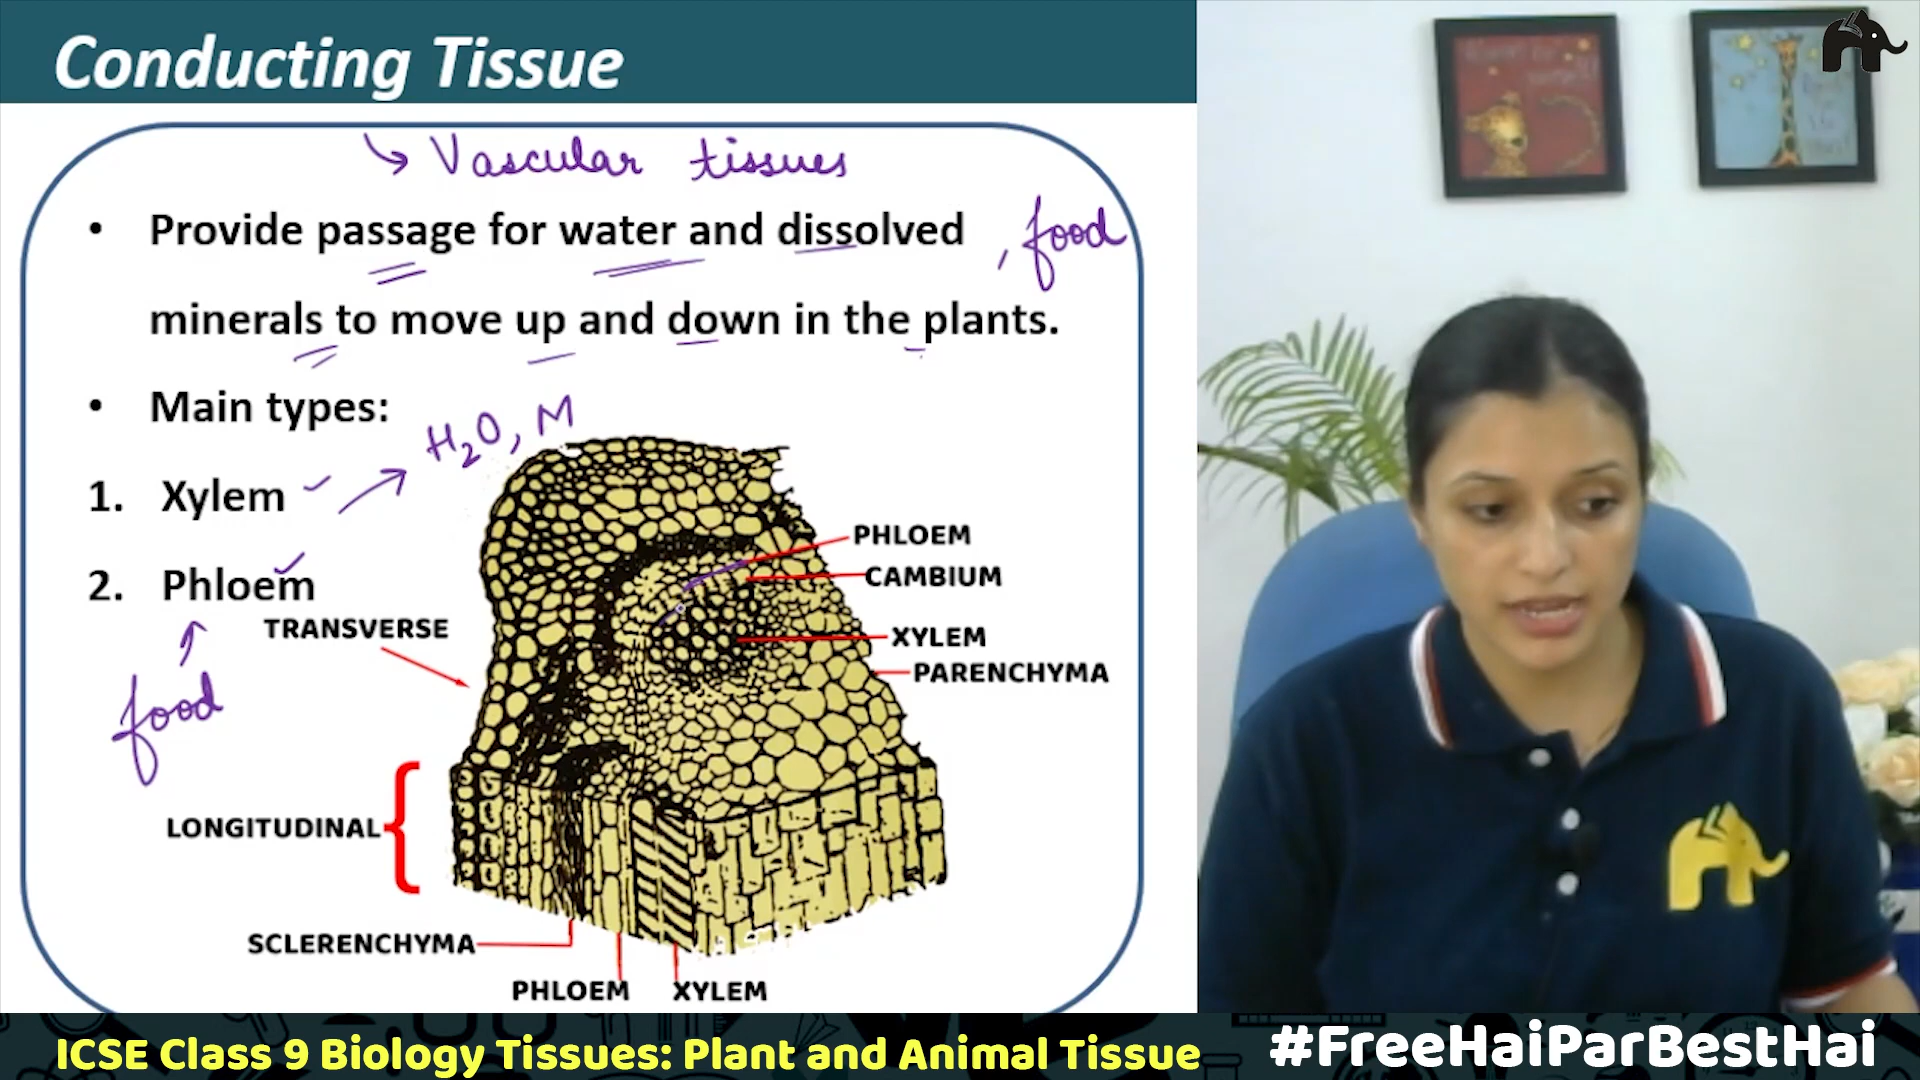 Conducting Tissue
↳ Vascular tissues
• Provide passage for water and dissolved , food
minerals to move up and down in the plants.
• Main types:
→ H₂O, M
1. Xylem
2. Phloem
food
TRANSVERSE
LONGITUDINAL
PHLOEM
CAMBIUM
XYLEM
PARENCHYMA
SCLERENCHYMA
PHLOEM
XYLEM
ICSE Class 9 Biology Tissues: Plant and Animal Tissue
#FreeHaiParBestHai